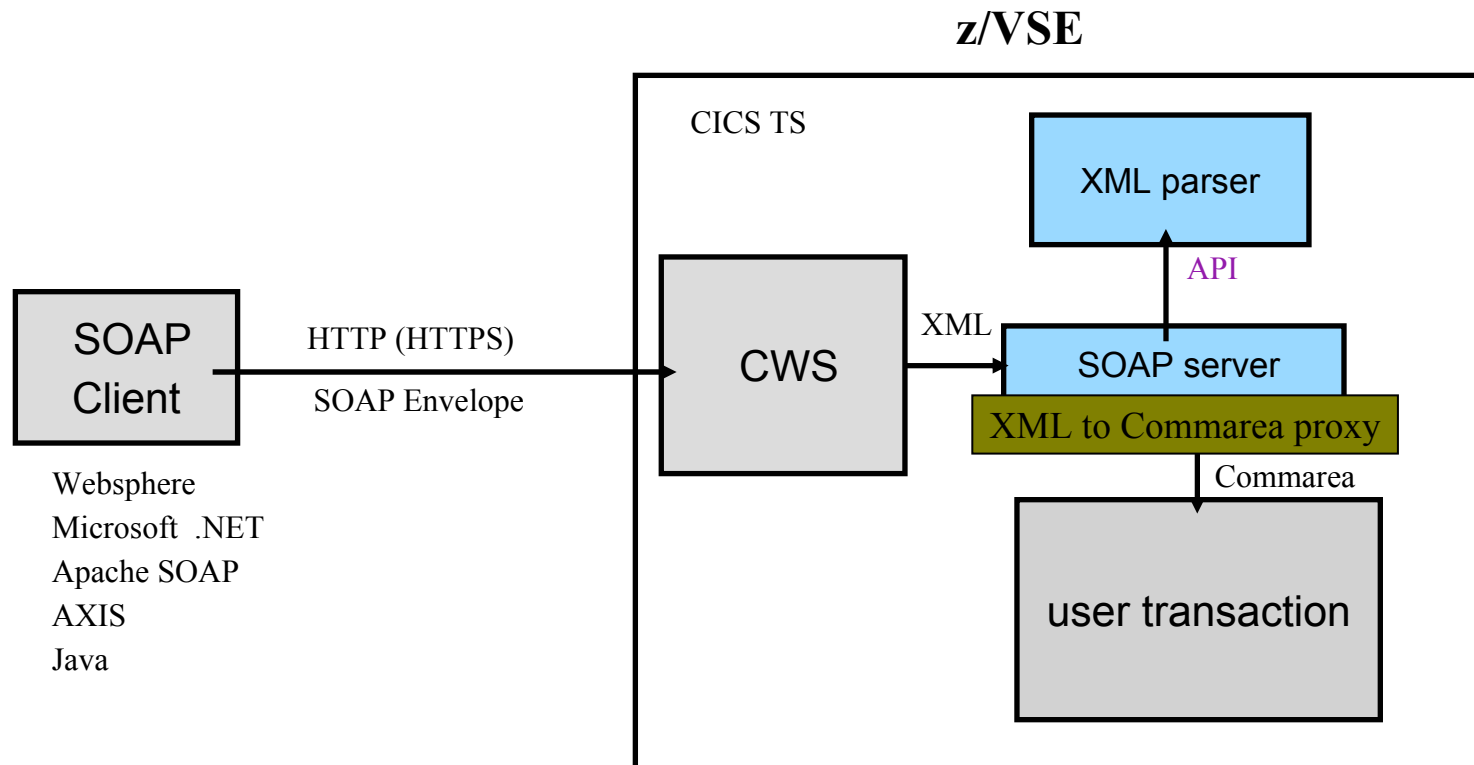 z/VSE
CICS TS
XML parser
API
SOAP
Client
HTTP (HTTPS)
SOAP Envelope
CWS
XML
SOAP server
XML to Commarea proxy
Commarea
user transaction
Websphere
Microsoft .NET
Apache SOAP
AXIS
Java